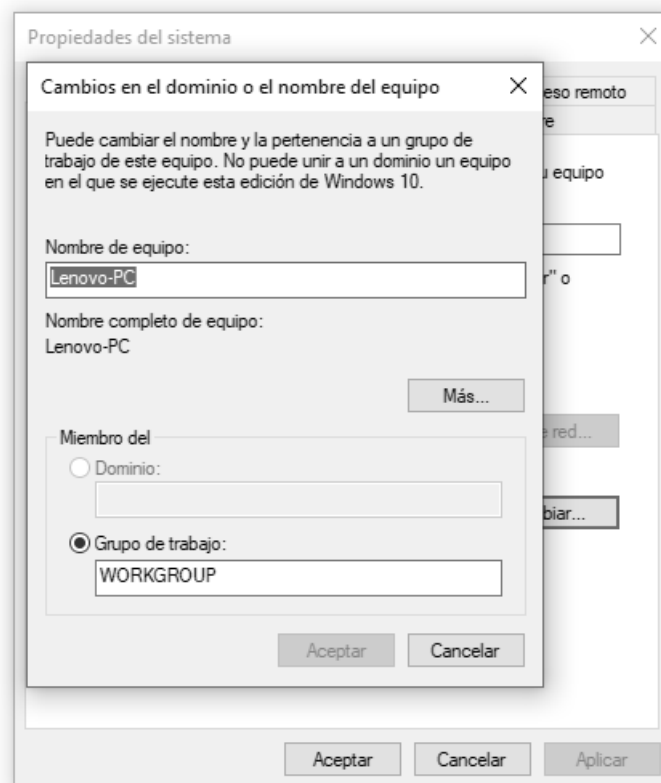 Propiedades del sistema
Cambios en el dominio o el nombre del equipo
eso remoto
re
Puede cambiar el nombre y la pertenencia a un grupo de
trabajo de este equipo. No puede unir a un dominio un equipo
en el que se ejecute esta edición de Windows 10.
u equipo
Nombre de equipo:
Lenovo-PC
r" o
Nombre completo de equipo:
Lenovo-PC
Más...
e red...
Miembro del
Dominio:
biar...
Grupo de trabajo:
WORKGROUP
Aceptar
Cancelar
Aceptar
Cancelar
Aplicar